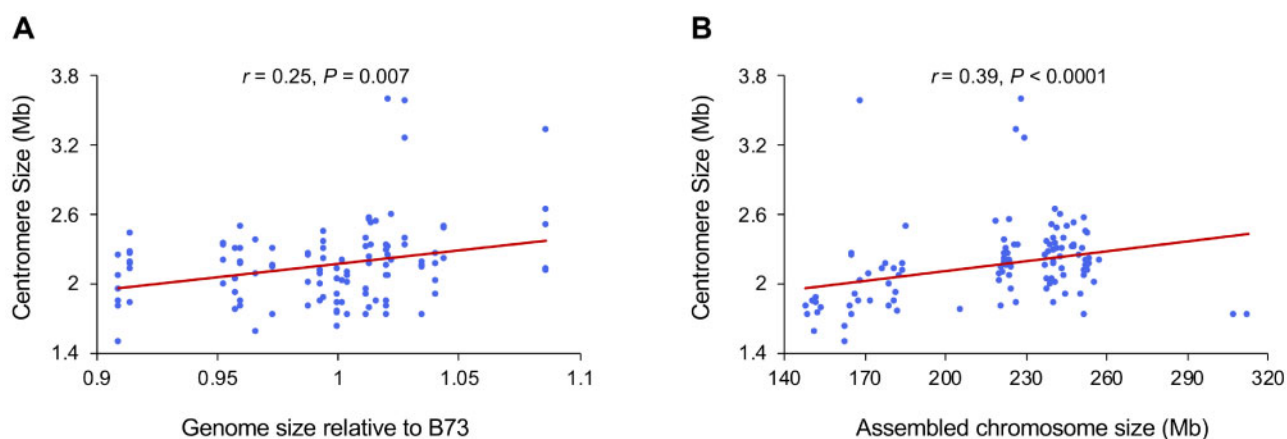 A
r = 0.25, P = 0.007
3.8
3.2
2.6
2
1.4
Centromere Size (Mb)
0.9 0.95 1 1.05 1.1
Genome size relative to B73
B
r = 0.39, P < 0.0001
3.8
3.2
2.6
2
1.4
Centromere Size (Mb)
140 170 200 230 260 290 320
Assembled chromosome size (Mb)